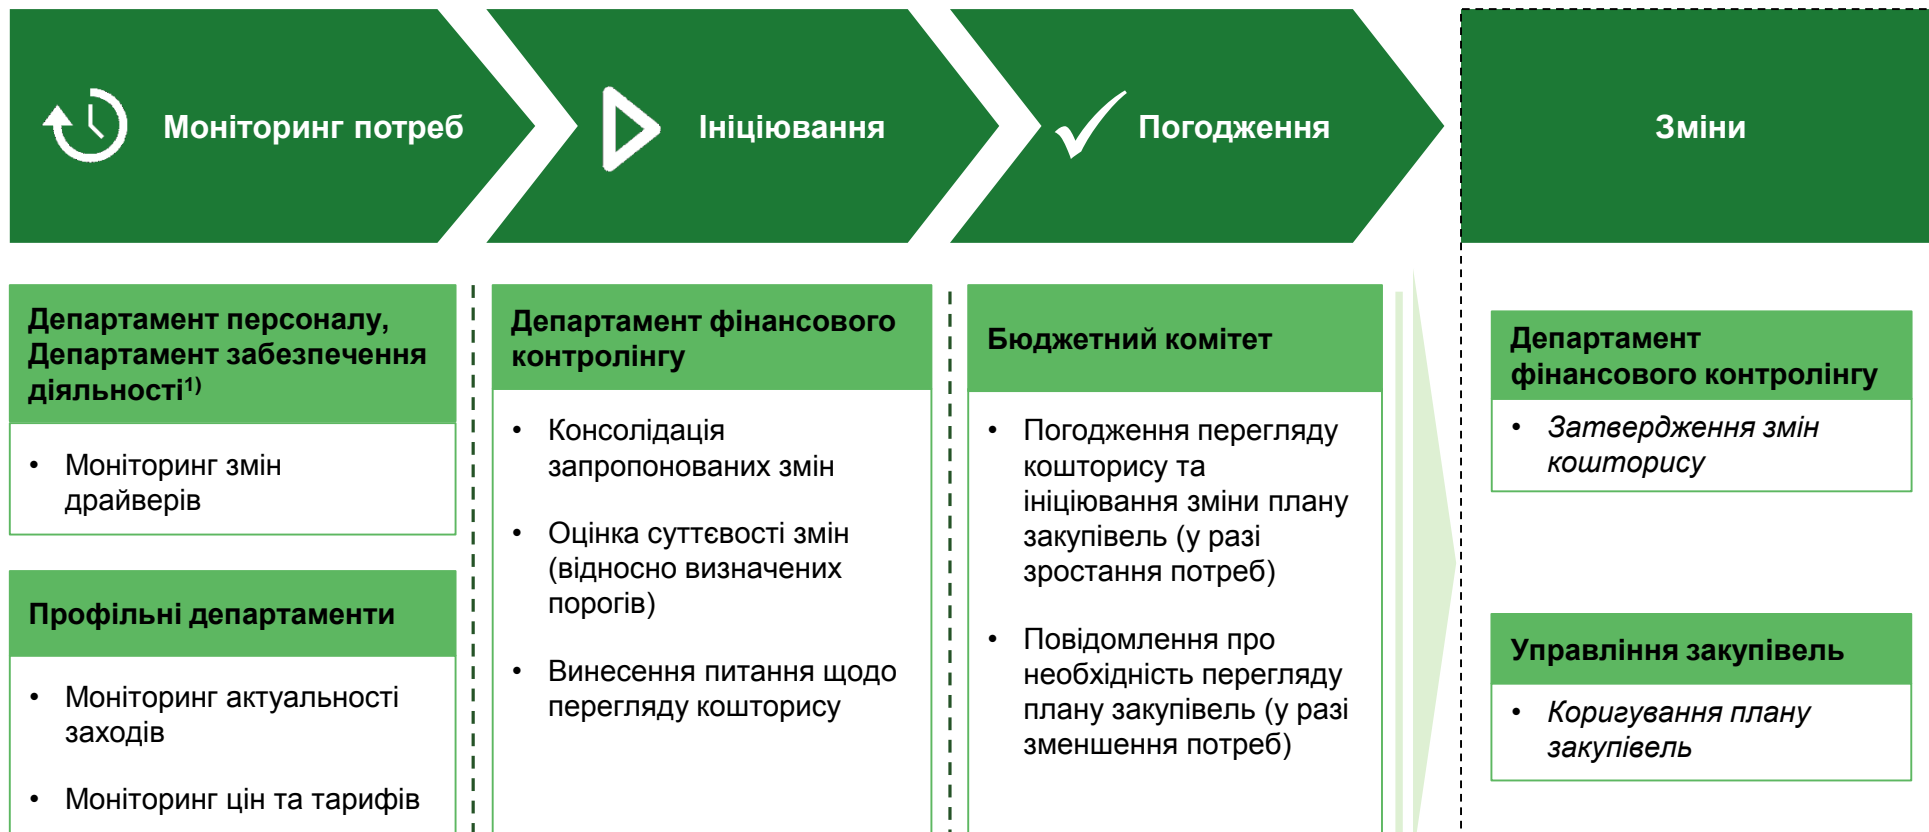 Моніторинг потреб
Ініціювання
Погодження
Зміни
Департамент персоналу,
Департамент забезпечення
діяльності¹⁾
• Моніторинг змін
драйверів
Профільні департаменти
• Моніторинг актуальності
заходів
• Моніторинг цін та тарифів
Департамент фінансового
контролінгу
• Консолідація
запропонованих змін
• Оцінка суттєвості змін
(відносно визначених
порогів)
• Винесення питання щодо
перегляду кошторису
Бюджетний комітет
• Погодження перегляду
кошторису та
ініціювання зміни плану
закупівель (у разі
зростання потреб)
• Повідомлення про
необхідність перегляду
плану закупівель (у разі
зменшення потреб)
Департамент
фінансового контролінгу
• Затвердження змін
кошторису
Управління закупівель
• Коригування плану
закупівель